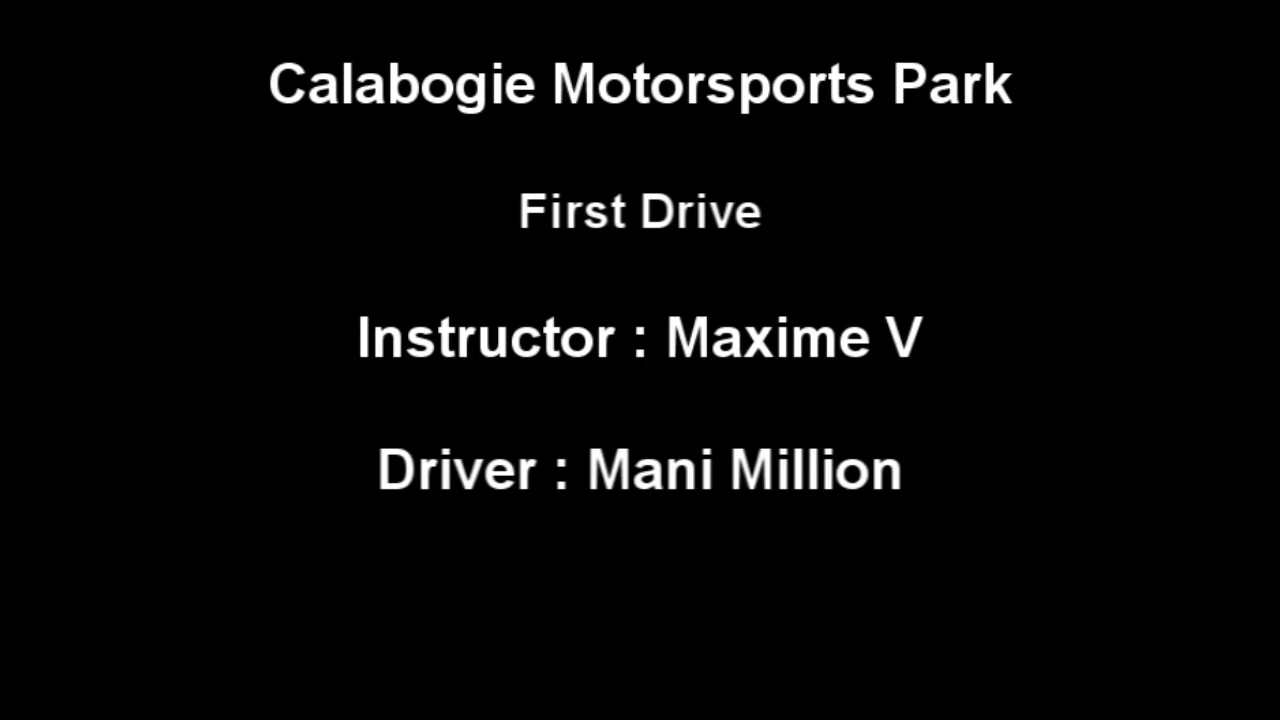 Calabogie Motorsports Park
First Drive
Instructor : Maxime V
Driver : Mani Million